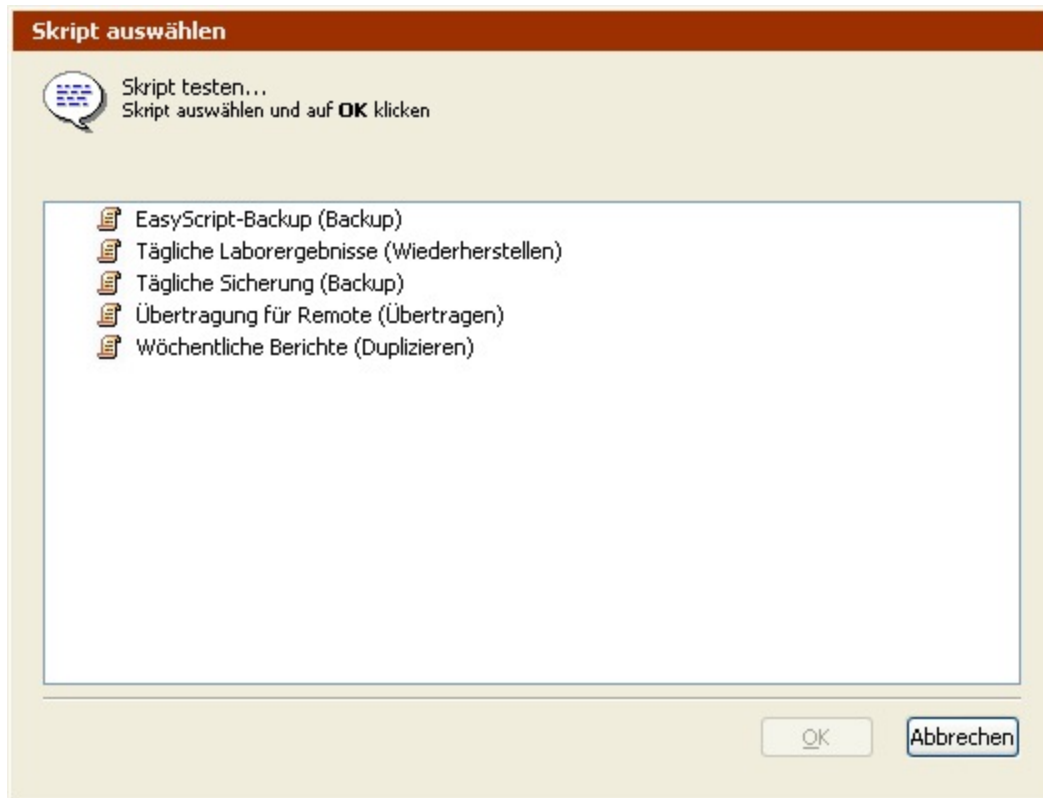 Skript auswählen
Skript testen...
Skript auswählen und auf OK klicken
EasyScript-Backup (Backup)
Tägliche Laborergebnisse (Wiederherstellen)
Tägliche Sicherung (Backup)
Übertragung für Remote (Übertragen)
Wöchentliche Berichte (Duplizieren)
OK
Abbrechen